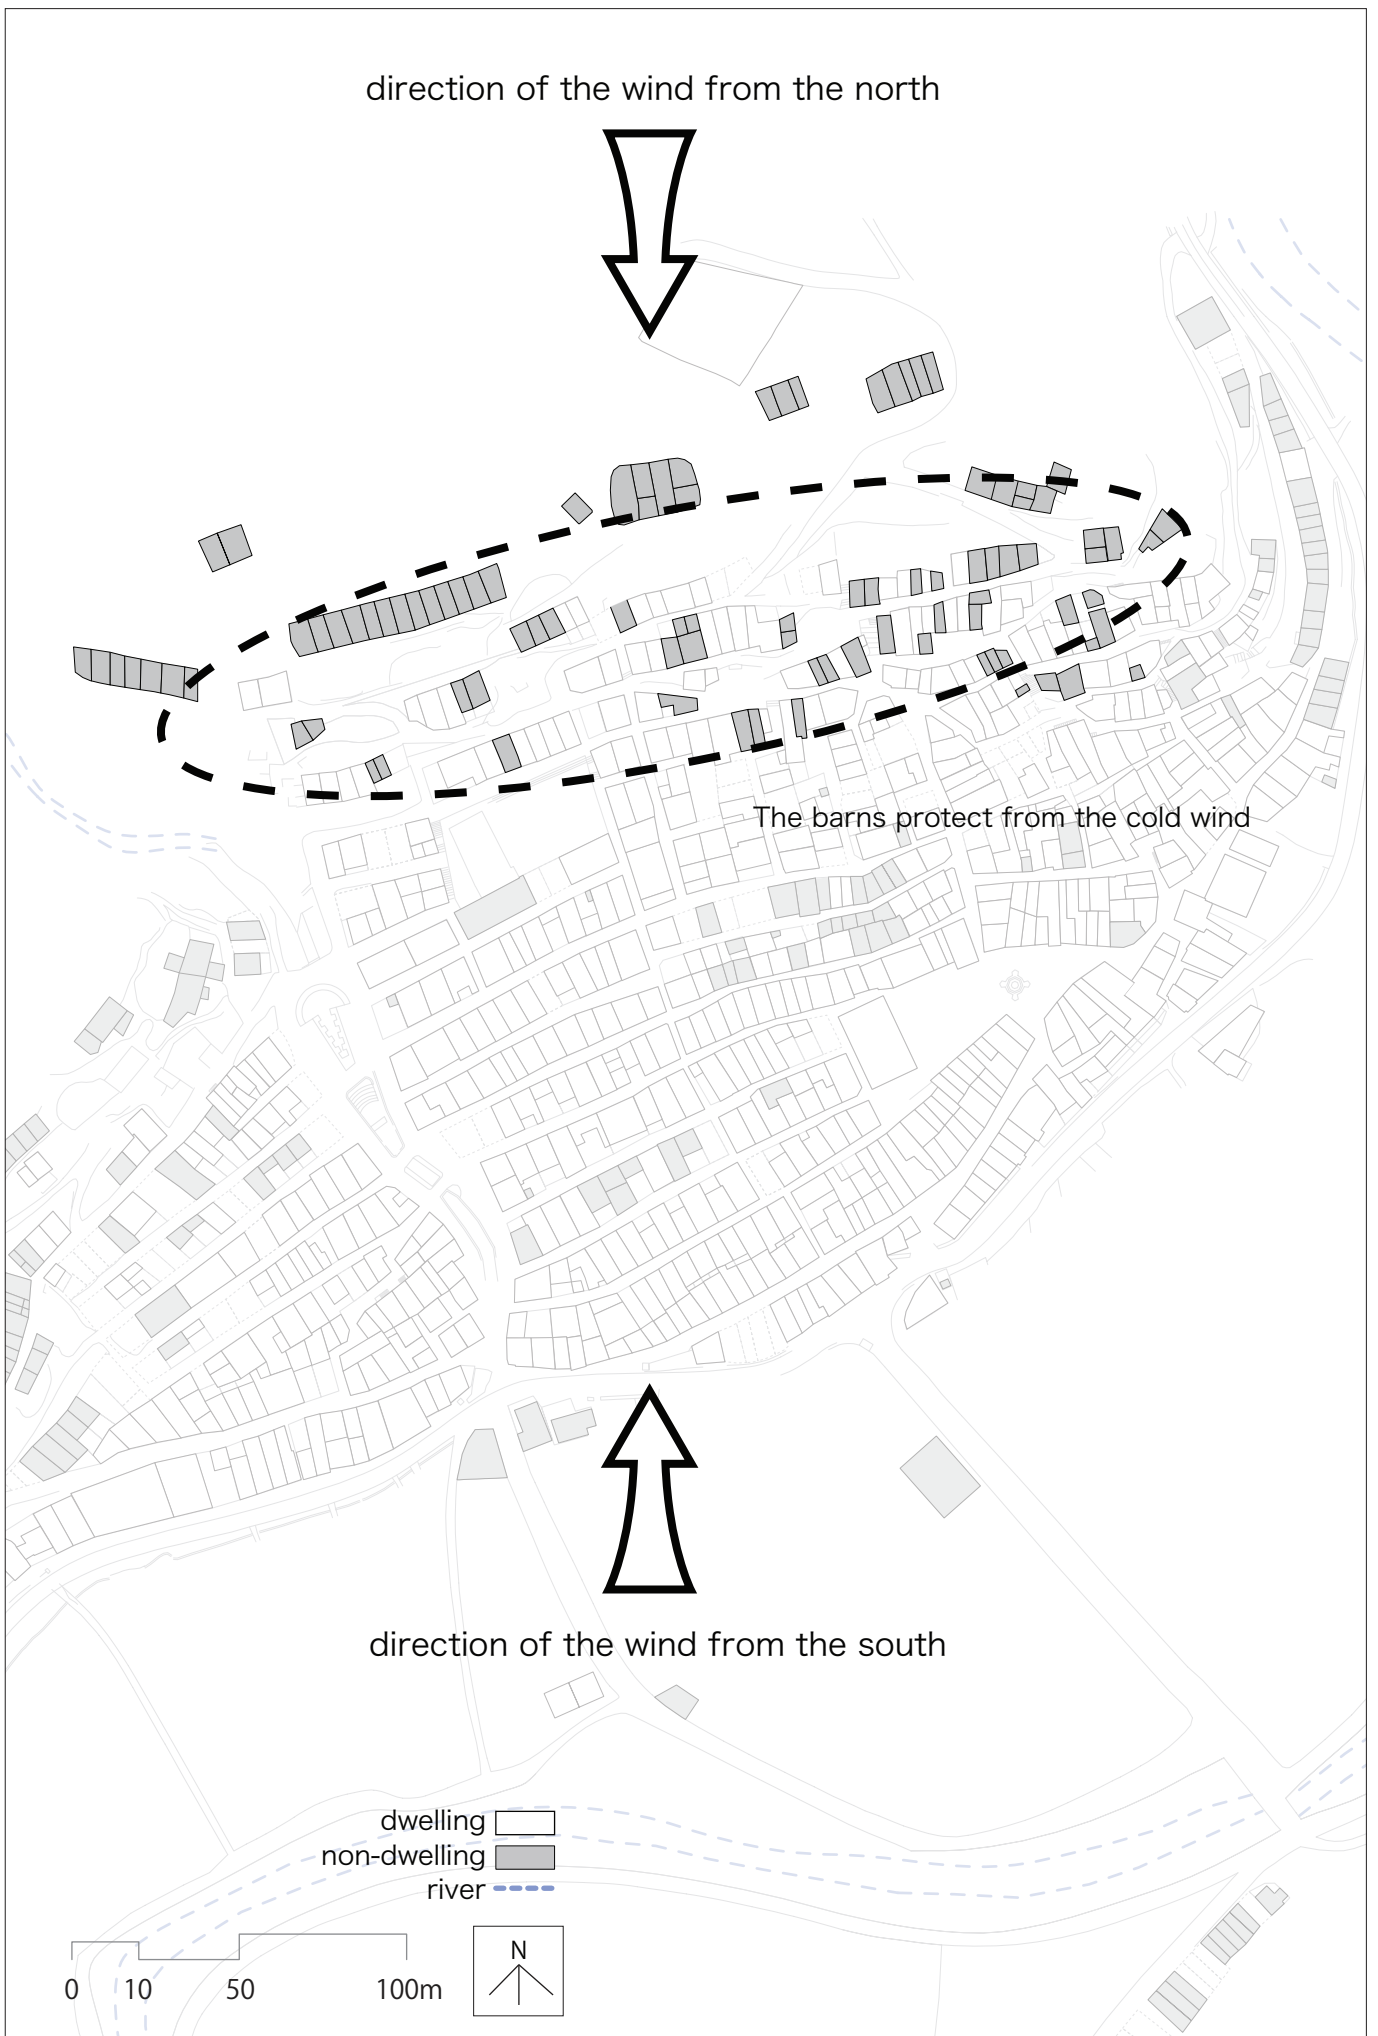 direction of the wind from the north
The barns protect from the cold wind
direction of the wind from the south
dwelling
non-dwelling
river
N
0 10 50 100m